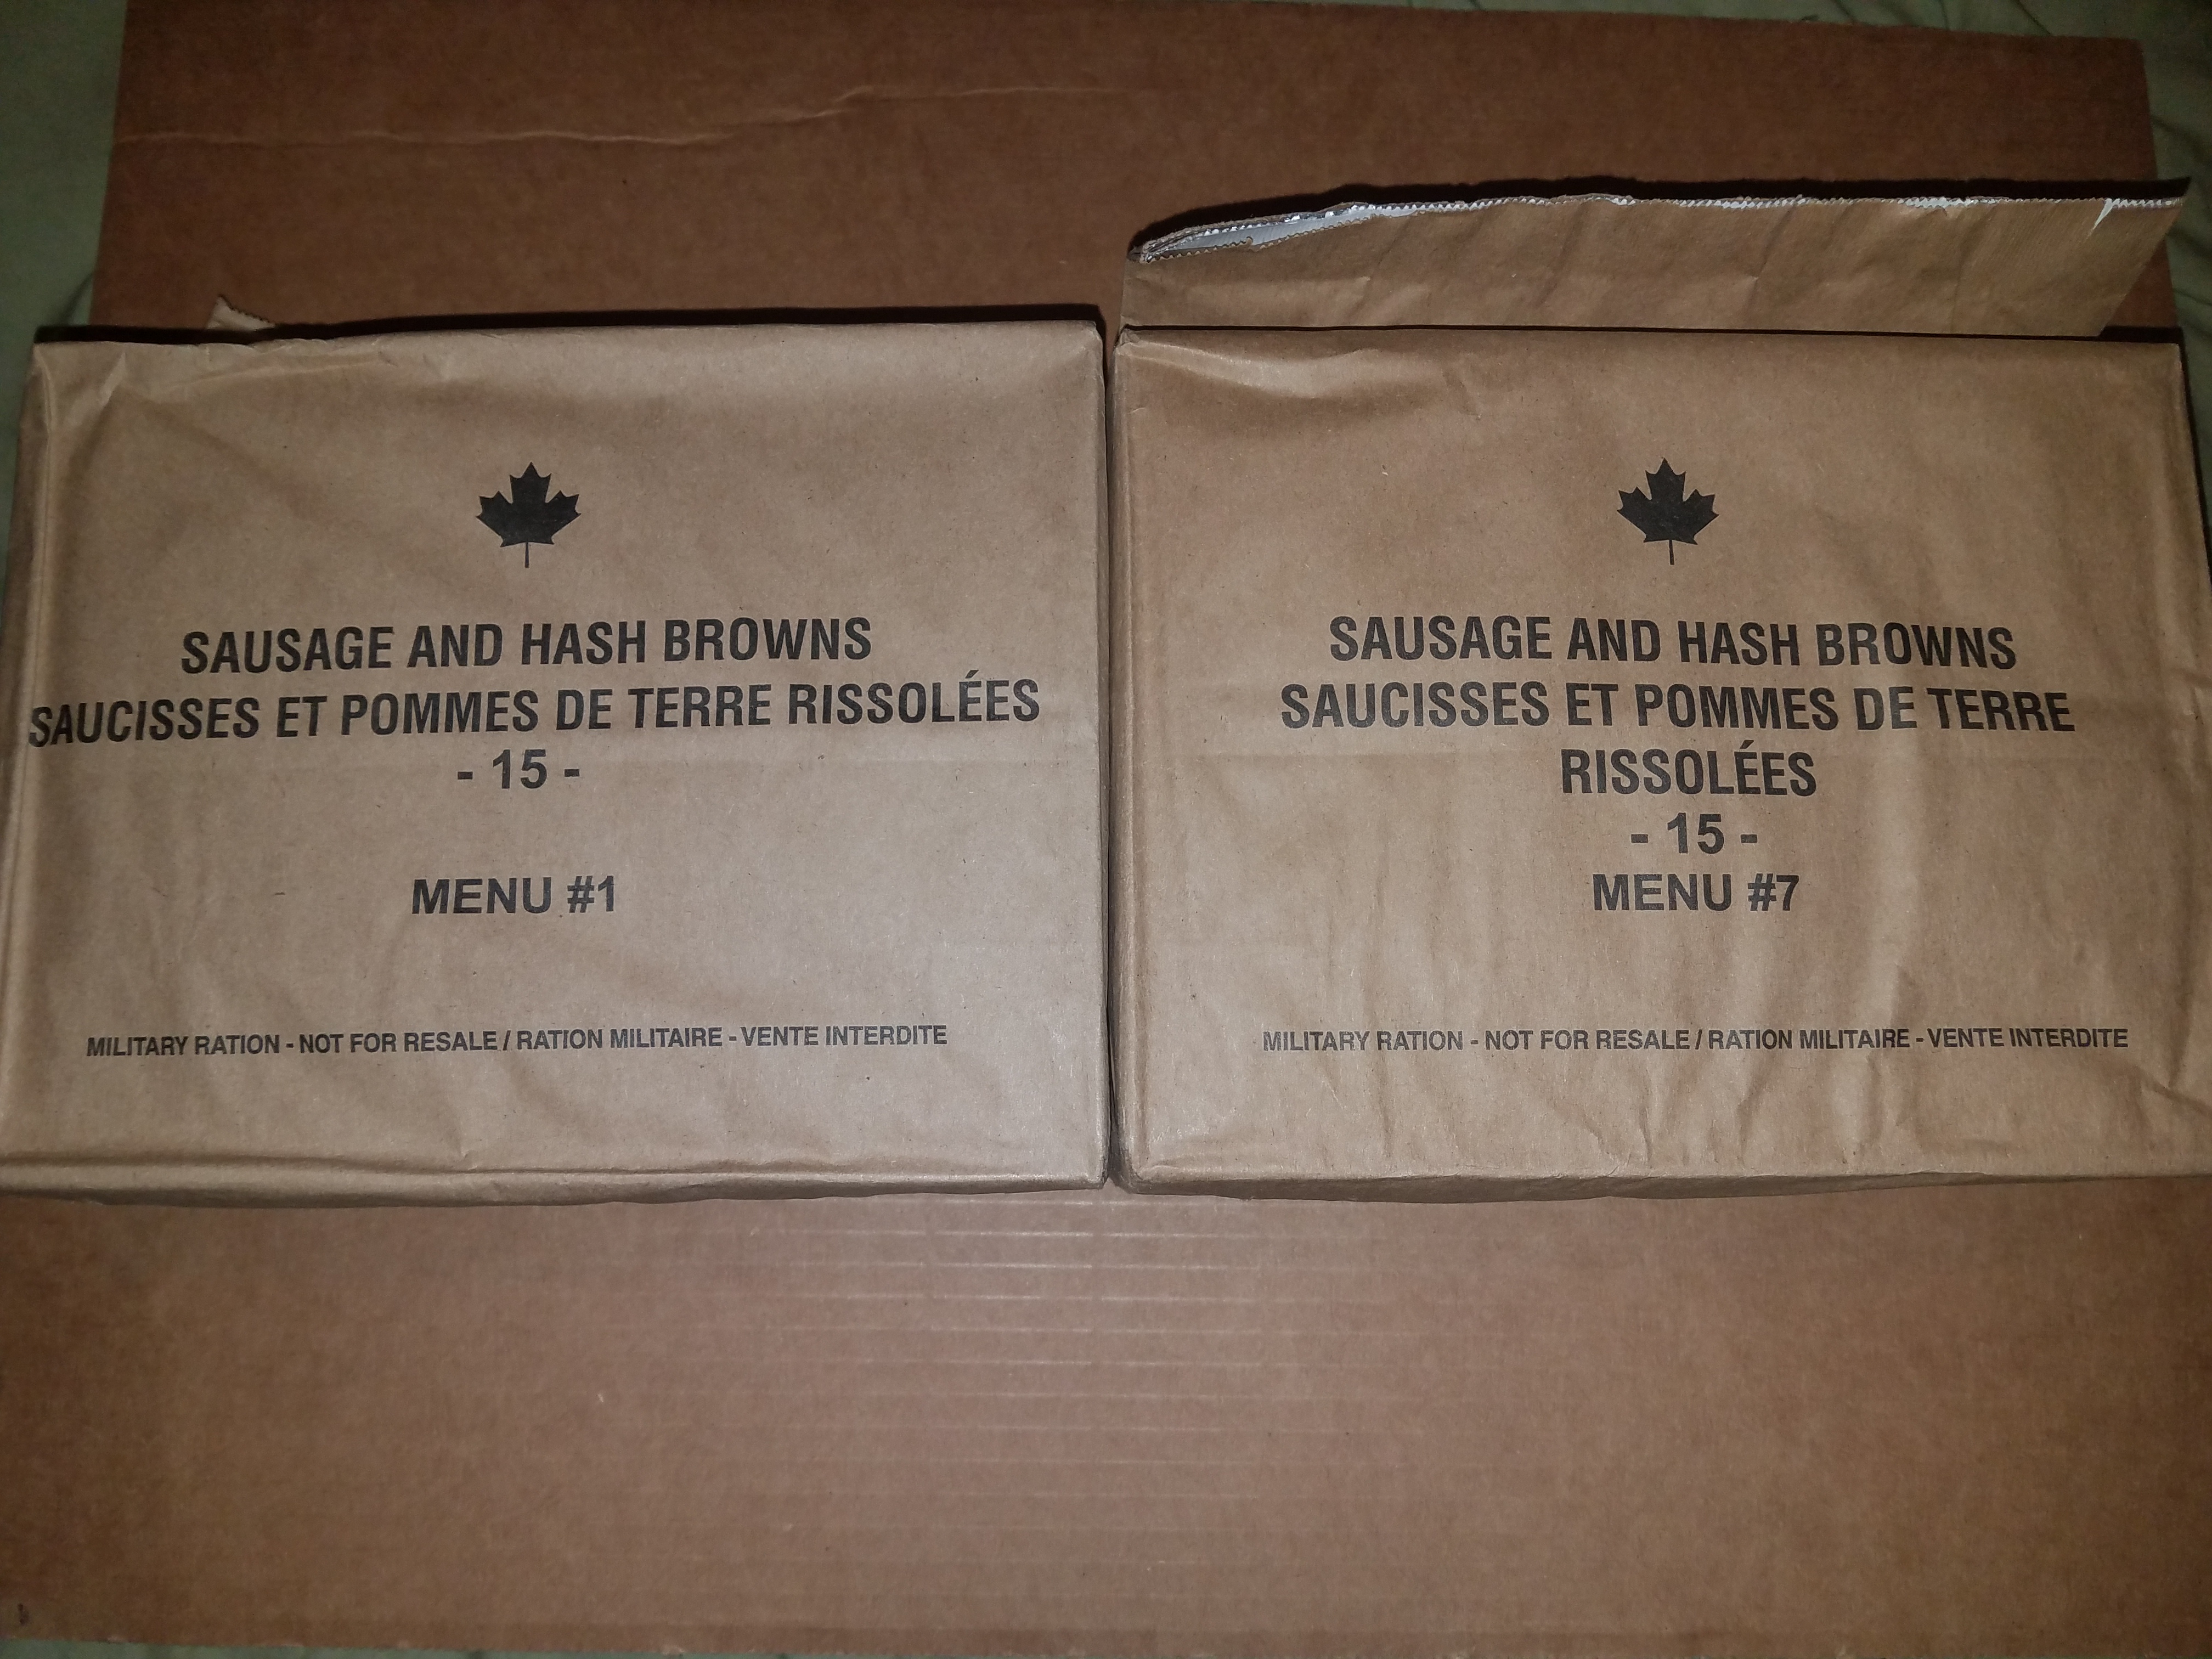 SAUSAGE AND HASH BROWNS
SAUCISSES ET POMMES DE TERRE RISSOLÉES
- 15 -
MENU #1
MILITARY RATION - NOT FOR RESALE / RATION MILITAIRE - VENTE INTERDITE
SAUSAGE AND HASH BROWNS
SAUCISSES ET POMMES DE TERRE
RISSOLÉES
- 15 -
MENU #7
MILITARY RATION - NOT FOR RESALE / RATION MILITAIRE - VENTE INTERDITE